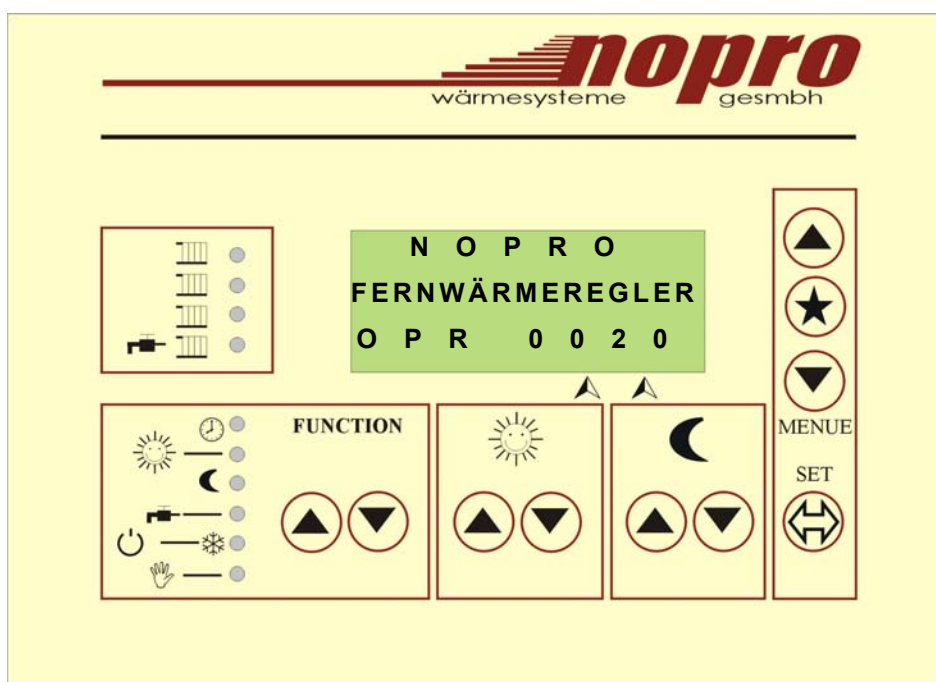 nopro
wärmesysteme gesmbh
N O P R O
FERNWÄRMEREGLER
O P R 0 0 2 0
MENUE
FUNCTION
SET